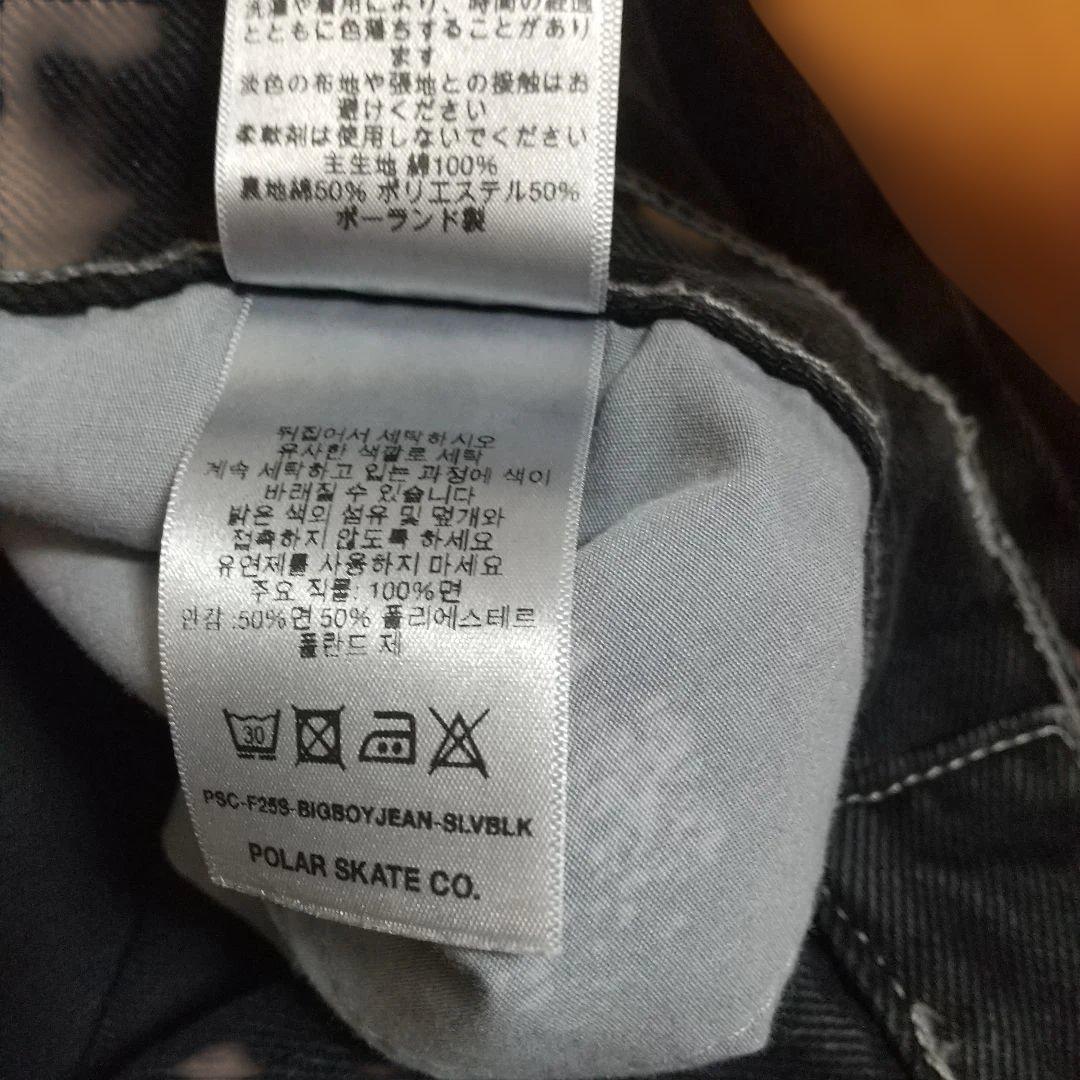 洗濯や着用により、時間の経過
とともに色落ちすることがあり
ます
淡色の布地や張地との接触はお
避けください
柔軟剤は使用しないでください
主生地 綿100%
裏地綿50% ポリエステル50%
ポーランド製
뒤집어서 세탁하시오
유사한 색깔로 세탁
계속 세탁하고 입는 과정에 색이
바래질 수 있습니다
밝은 색의 섬유 및 덮개와
접촉하지 않도록 하세요
유연제를 사용하지 마세요
주요 직물: 100%면
안감 :50%면 50% 폴리에스테르
폴란드 제
30
PSC-F25S-BIGBOYJEAN-SLVBLK
POLAR SKATE CO.